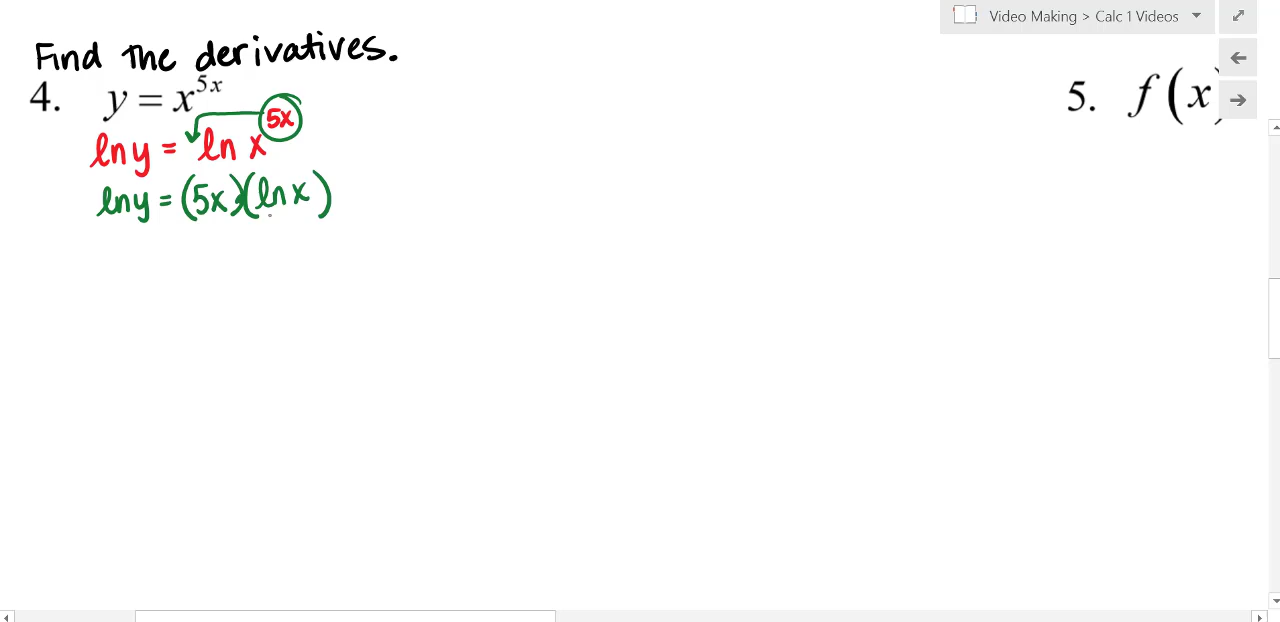 Video Making > Calc 1 Videos
Find the derivatives.
4. y = x^{5x}
5. f(x)
ln y = ln x^{5x}
ln y = (5x)(ln x)